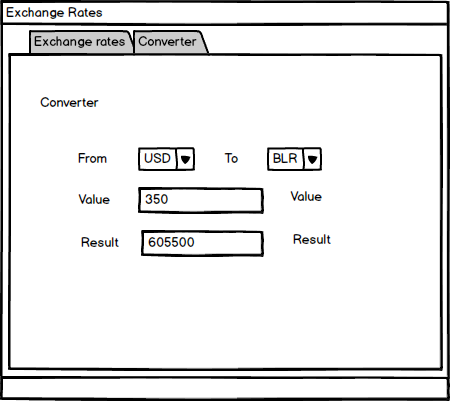 Exchange Rates
Exchange rates Converter
Converter
From USD To BLR
Value 350 Value
Result 605500 Result